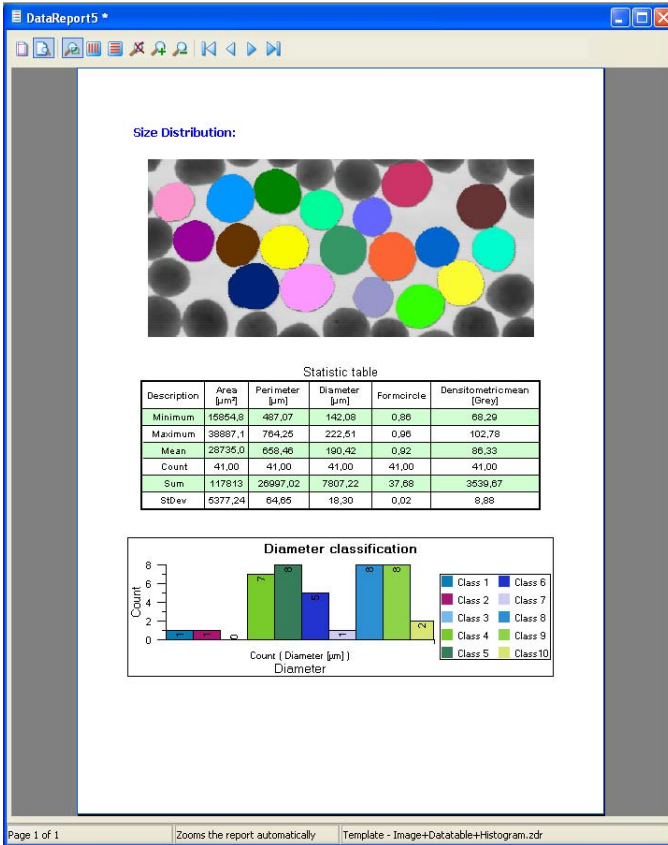 DataReport5 *
Size Distribution:
Statistic table
Description Area [µm²] Perimeter [µm] Diameter [µm] Formcircle Densitometricmean [Grey]
Minimum 15854,8 487,07 142,08 0,86 68,29
Maximum 38887,1 764,25 222,51 0,96 102,78
Mean 28735,0 658,46 190,42 0,92 86,33
Count 41,00 41,00 41,00 41,00 41,00
Sum 117813 26997,02 7807,22 37,68 3539,67
StDev 5377,24 64,65 18,30 0,02 8,88
Diameter classification
Count
8
6
4
2
0
1 1 0 7 8 5 1 8 8 2
Count ( Diameter [µm] )
Diameter
Class 1 Class 6
Class 2 Class 7
Class 3 Class 8
Class 4 Class 9
Class 5 Class10
Page 1 of 1 Zooms the report automatically Template - Image+Datatable+Histogram.zdr